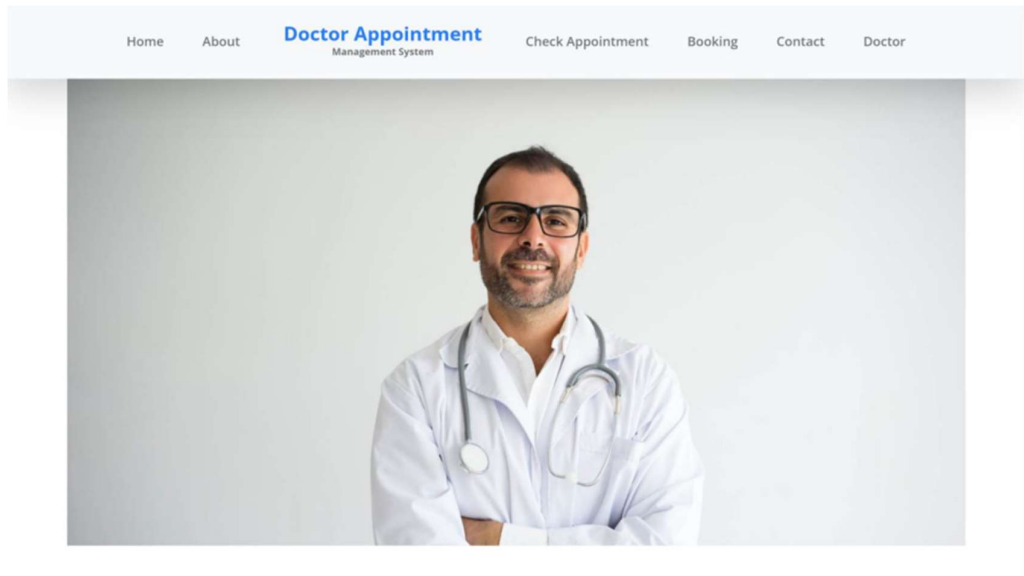 Home
About
Doctor Appointment
Management System
Check Appointment
Booking
Contact
Doctor